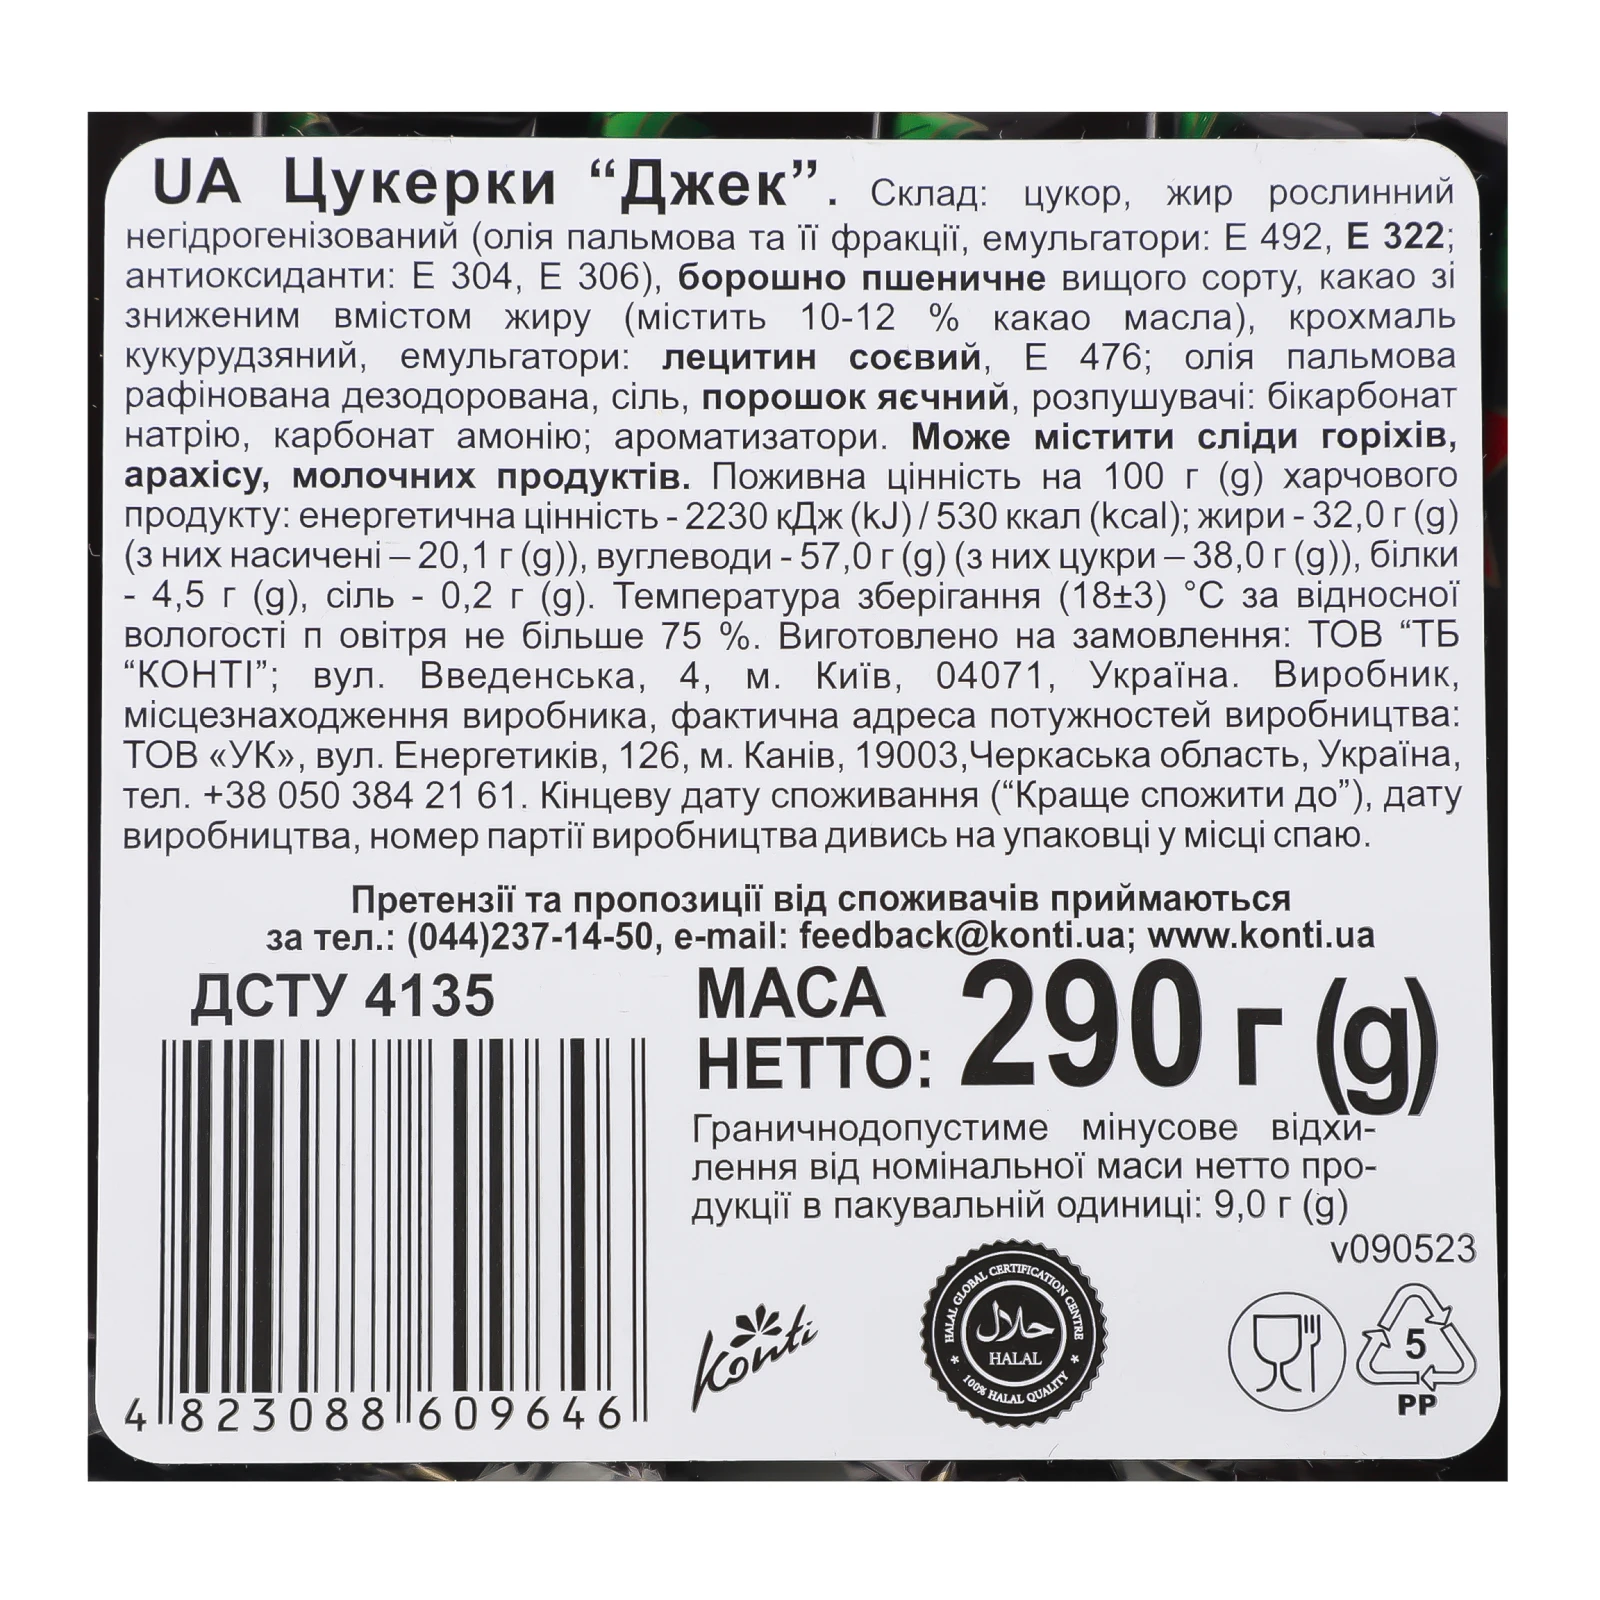 UA Цукерки “Джек”. Склад: цукор, жир рослинний
негідрогенізований (олія пальмова та її фракції, емульгатори: Е 492, Е 322;
антиоксиданти: Е 304, Е 306), борошно пшеничне вищого сорту, какао зі
зниженим вмістом жиру (містить 10-12 % какао масла), крохмаль
кукурудзяний, емульгатори: лецитин соєвий, Е 476; олія пальмова
рафінована дезодорована, сіль, порошок яєчний, розпушувачі: бікарбонат
натрію, карбонат амонію; ароматизатори. Може містити сліди горіхів,
арахісу, молочних продуктів. Поживна цінність на 100 г (g) харчового
продукту: енергетична цінність - 2230 кДж (kJ) / 530 ккал (kcal); жири - 32,0 г (g)
(з них насичені – 20,1 г (g)), вуглеводи - 57,0 г (g) (з них цукри – 38,0 г (g)), білки
- 4,5 г (g), сіль - 0,2 г (g). Температура зберігання (18±3) °С за відносної
вологості п овітря не більше 75 %. Виготовлено на замовлення: ТОВ “ТБ
“КОНТІ”; вул. Введенська, 4, м. Київ, 04071, Україна. Виробник,
місцезнаходження виробника, фактична адреса потужностей виробництва:
ТОВ «УК», вул. Енергетиків, 126, м. Канів, 19003,Черкаська область, Україна,
тел. +38 050 384 21 61. Кінцеву дату споживання (“Краще спожити до”), дату
виробництва, номер партії виробництва дивись на упаковці у місці спаю.
Претензії та пропозиції від споживачів приймаються
за тел.: (044)237-14-50, e-mail: feedback@konti.ua; www.konti.ua
ДСТУ 4135
МАСА
НЕТТО: 290 г (g)
Граничнодопустиме мінусове відхи-
лення від номінальної маси нетто про-
дукції в пакувальній одиниці: 9,0 г (g)
v090523
4 823088 609646
Konti
HALAL GLOBAL CERTIFICATION CENTRE
حلال
HALAL
100% HALAL QUALITY
5
PP